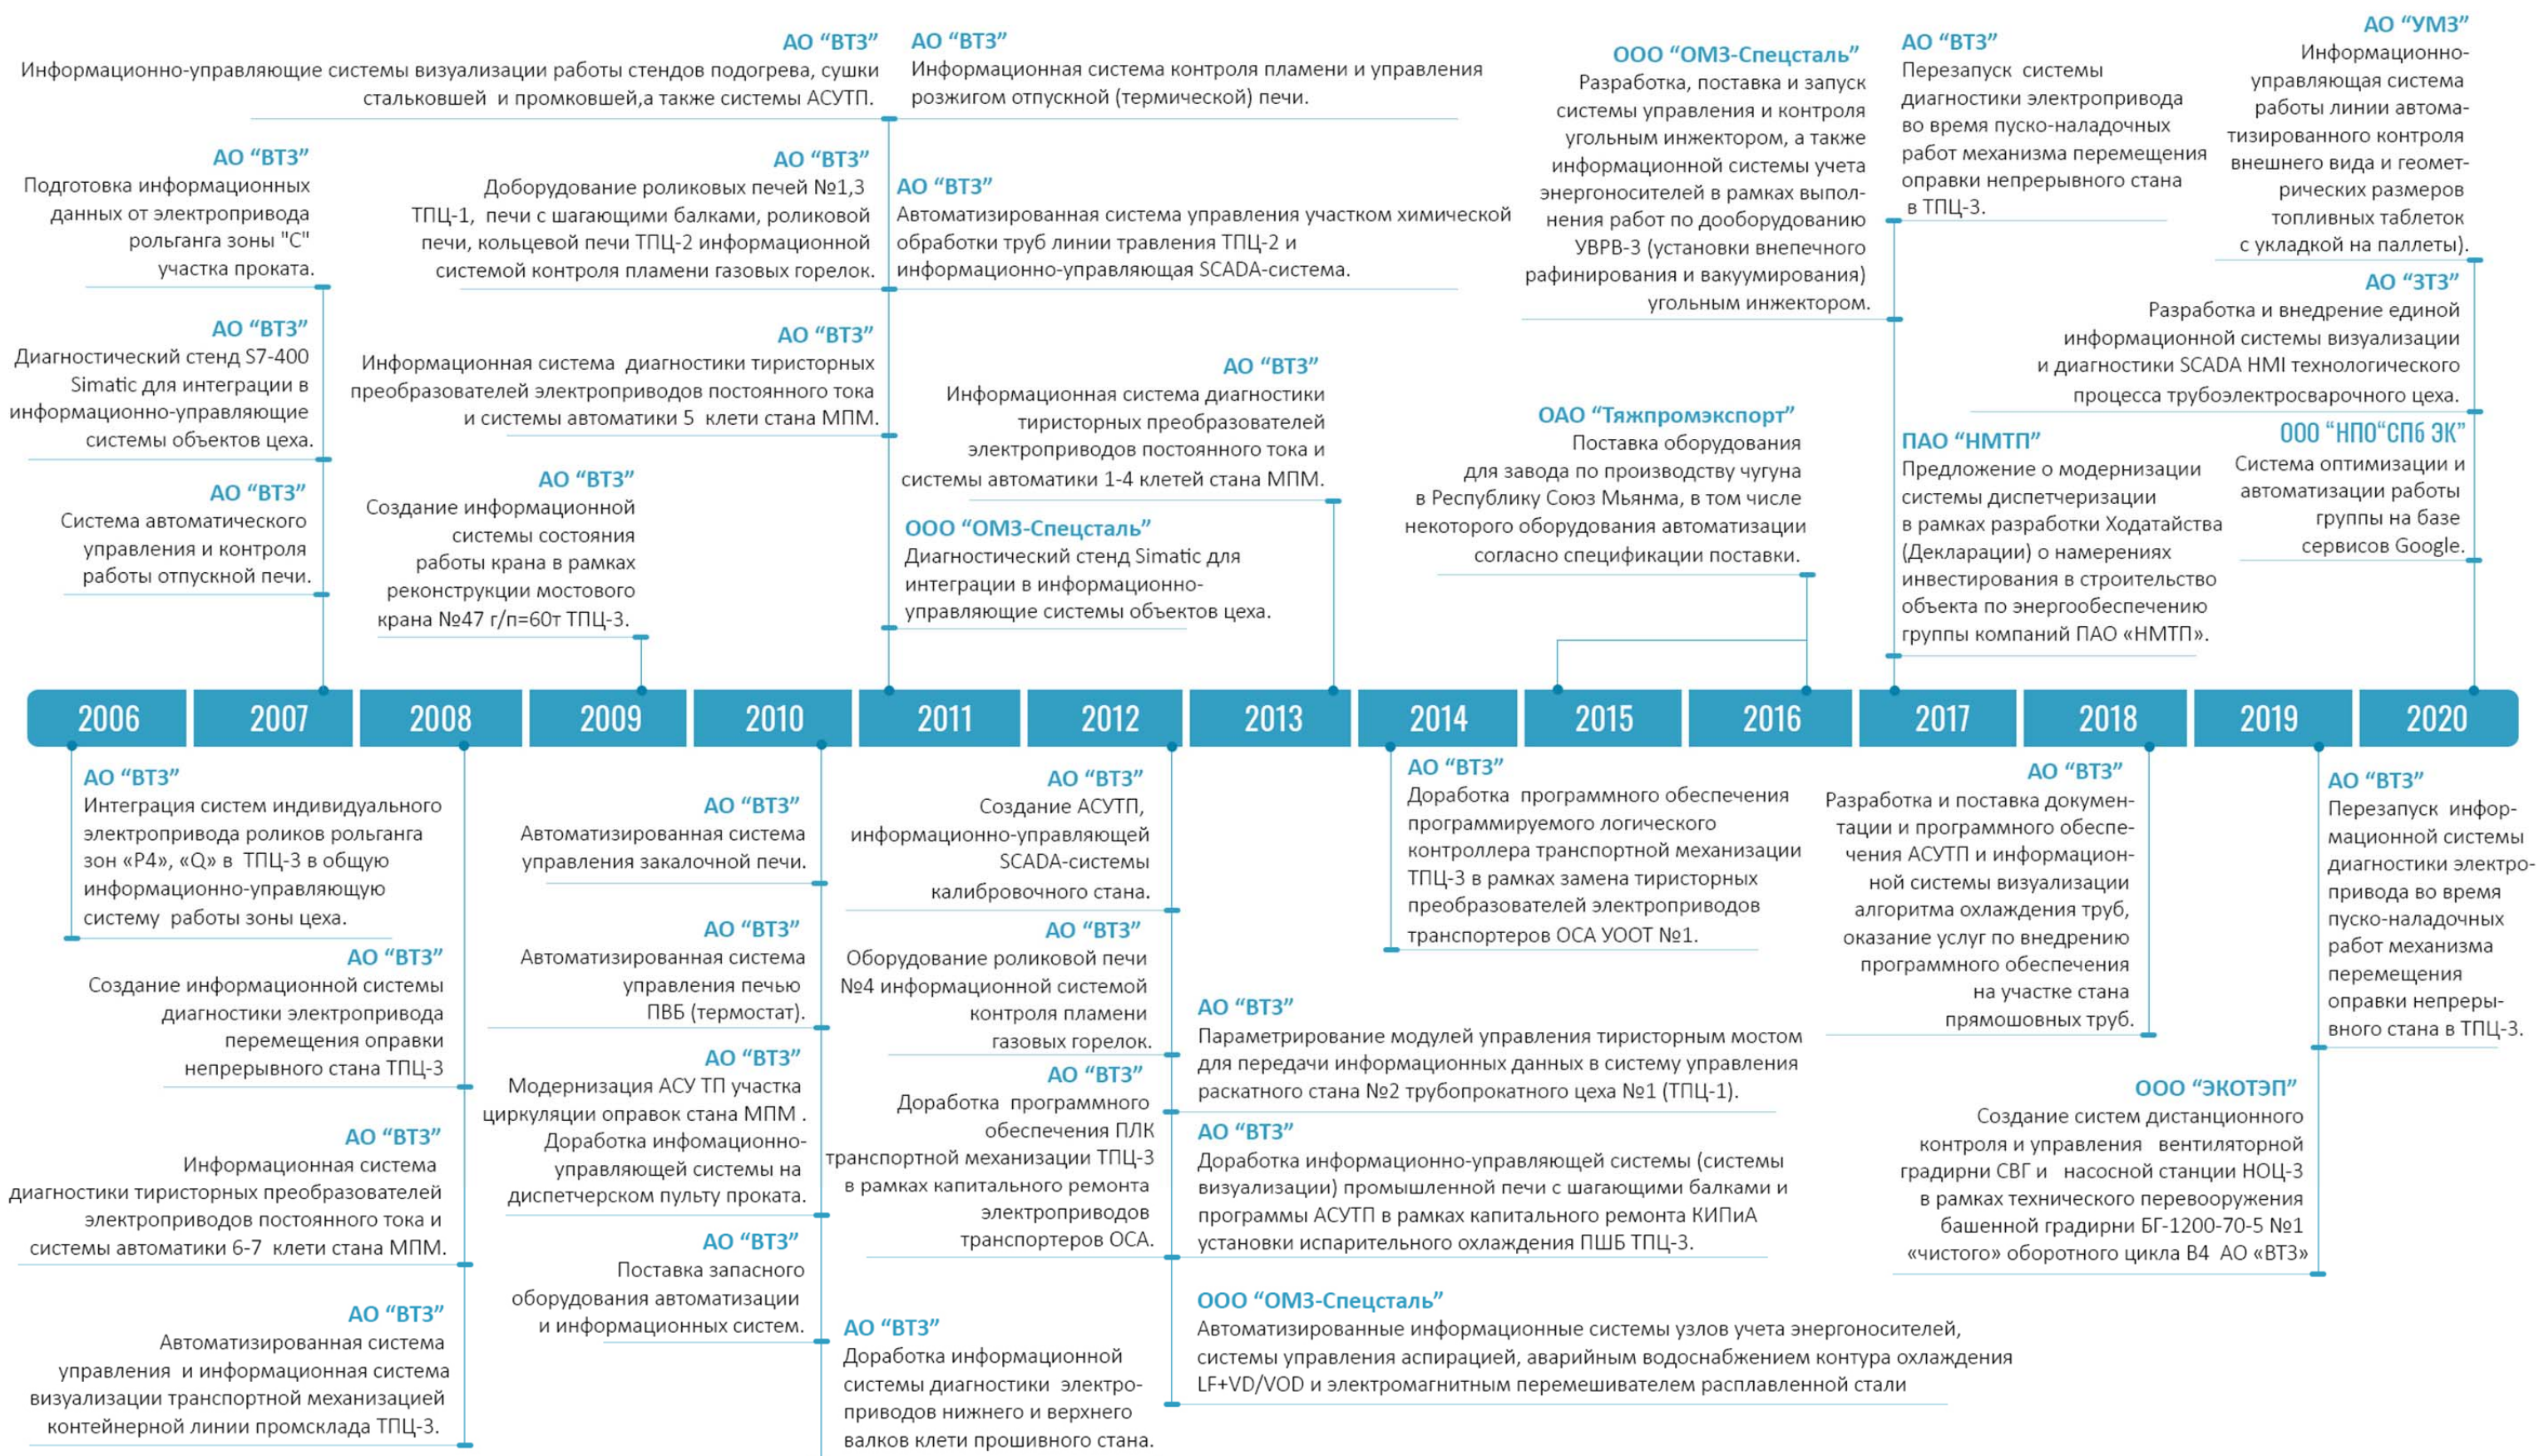 АО “ВТЗ”
Информационно-управляющие системы визуализации работы стендов подогрева, сушки
стальковшей и промковшей,а также системы АСУТП.
АО “ВТЗ”
Информационная система контроля пламени и управления
розжигом отпускной (термической) печи.
ООО “ОМЗ-Спецсталь”
Разработка, поставка и запуск
системы управления и контроля
угольным инжектором, а также
информационной системы учета
энергоносителей в рамках выпол-
нения работ по дооборудованию
УВРВ-3 (установки внепечного
рафинирования и вакуумирования)
угольным инжектором.
АО “ВТЗ”
Перезапуск системы
диагностики электропривода
во время пуско-наладочных
работ механизма перемещения
оправки непрерывного стана
в ТПЦ-3.
АО “УМЗ”
Информационно-
управляющая система
работы линии автома-
тизированного контроля
внешнего вида и геомет-
рических размеров
топливных таблеток
с укладкой на паллеты).
АО “ВТЗ”
Подготовка информационных
данных от электропривода
рольганга зоны "С"
участка проката.
АО “ВТЗ”
Доборудование роликовых печей №1,3
ТПЦ-1, печи с шагающими балками, роликовой
печи, кольцевой печи ТПЦ-2 информационной
системой контроля пламени газовых горелок.
АО “ВТЗ”
Автоматизированная система управления участком химической
обработки труб линии травления ТПЦ-2 и
информационно-управляющая SCADA-система.
АО “ЗТЗ”
Разработка и внедрение единой
информационной системы визуализации
и диагностики SCADA HMI технологического
процесса трубоэлектросварочного цеха.
АО “ВТЗ”
Диагностический стенд S7-400
Simatic для интеграции в
информационно-управляющие
системы объектов цеха.
АО “ВТЗ”
Информационная система диагностики тиристорных
преобразователей электроприводов постоянного тока
и системы автоматики 5 клети стана МПМ.
АО “ВТЗ”
Информационная система диагностики
тиристорных преобразователей
электроприводов постоянного тока и
системы автоматики 1-4 клетей стана МПМ.
ОАО “Тяжпромэкспорт”
Поставка оборудования
для завода по производству чугуна
в Республику Союз Мьянма, в том числе
некоторого оборудования автоматизации
согласно спецификации поставки.
ПАО “НМТП”
Предложение о модернизации
системы диспетчеризации
в рамках разработки Ходатайства
(Декларации) о намерениях
инвестирования в строительство
объекта по энергообеспечению
группы компаний ПАО «НМТП».
ООО “НПО“СПб ЭК”
Система оптимизации и
автоматизации работы
группы на базе
сервисов Google.
АО “ВТЗ”
Система автоматического
управления и контроля
работы отпускной печи.
АО “ВТЗ”
Создание информационной
системы состояния
работы крана в рамках
реконструкции мостового
крана №47 г/п=60т ТПЦ-3.
ООО “ОМЗ-Спецсталь”
Диагностический стенд Simatic для
интеграции в информационно-
управляющие системы объектов цеха.
2006
2007
2008
2009
2010
2011
2012
2013
2014
2015
2016
2017
2018
2019
2020
АО “ВТЗ”
Интеграция систем индивидуального
электропривода роликов рольганга
зон «P4», «Q» в ТПЦ-3 в общую
информационно-управляющую
систему работы зоны цеха.
АО “ВТЗ”
Создание информационной системы
диагностики электропривода
перемещения оправки
непрерывного стана ТПЦ-3
АО “ВТЗ”
Информационная система
диагностики тиристорных преобразователей
электроприводов постоянного тока и
системы автоматики 6-7 клети стана МПМ.
АО “ВТЗ”
Автоматизированная система
управления и информационная система
визуализации транспортной механизацией
контейнерной линии промсклада ТПЦ-3.
АО “ВТЗ”
Автоматизированная система
управления закалочной печи.
АО “ВТЗ”
Автоматизированная система
управления печью
ПВБ (термостат).
АО “ВТЗ”
Модернизация АСУ ТП участка
циркуляции оправок стана МПМ .
Доработка инфомационно-
управляющей системы на
диспетчерском пульту проката.
АО “ВТЗ”
Поставка запасного
оборудования автоматизации
и информационных систем.
АО “ВТЗ”
Доработка информационной
системы диагностики электро-
приводов нижнего и верхнего
валков клети прошивного стана.
АО “ВТЗ”
Создание АСУТП,
информационно-управляющей
SCADA-системы
калибровочного стана.
АО “ВТЗ”
Оборудование роликовой печи
№4 информационной системой
контроля пламени
газовых горелок.
АО “ВТЗ”
Доработка программного
обеспечения ПЛК
транспортной механизации ТПЦ-3
в рамках капитального ремонта
электроприводов
транспортеров ОСА.
АО “ВТЗ”
Параметрирование модулей управления тиристорным мостом
для передачи информационных данных в систему управления
раскатного стана №2 трубопрокатного цеха №1 (ТПЦ-1).
АО “ВТЗ”
Доработка информационно-управляющей системы (системы
визуализации) промышленной печи с шагающими балками и
программы АСУТП в рамках капитального ремонта КИПиА
установки испарительного охлаждения ПШБ ТПЦ-3.
ООО “ОМЗ-Спецсталь”
Автоматизированные информационные системы узлов учета энергоносителей,
системы управления аспирацией, аварийным водоснабжением контура охлаждения
LF+VD/VOD и электромагнитным перемешивателем расплавленной стали
АО “ВТЗ”
Доработка программного обеспечения
программируемого логического
контроллера транспортной механизации
ТПЦ-3 в рамках замена тиристорных
преобразователей электроприводов
транспортеров ОСА УООТ №1.
АО “ВТЗ”
Разработка и поставка докумен-
тации и программного обеспе-
чения АСУТП и информацион-
ной системы визуализации
алгоритма охлаждения труб,
оказание услуг по внедрению
программного обеспечения
на участке стана
прямошовных труб.
АО “ВТЗ”
Перезапуск инфор-
мационной системы
диагностики электро-
привода во время
пуско-наладочных
работ механизма
перемещения
оправки непреры-
вного стана в ТПЦ-3.
ООО “ЭКОТЭП”
Создание систем дистанционного
контроля и управления вентиляторной
градирни СВГ и насосной станции НОЦ-3
в рамках технического перевооружения
башенной градирни БГ-1200-70-5 №1
«чистого» оборотного цикла В4 АО «ВТЗ»